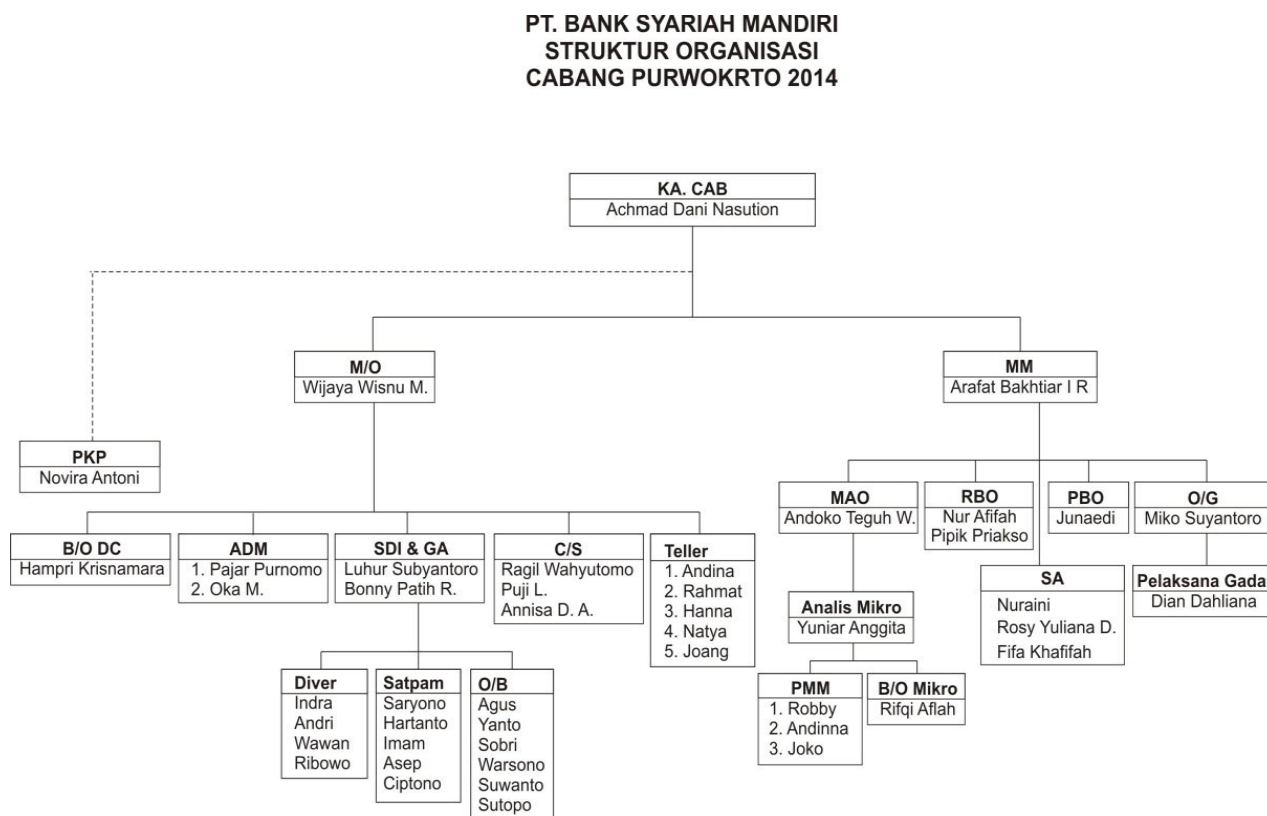 PT. BANK SYARIAH MANDIRI
STRUKTUR ORGANISASI
CABANG PURWOKRTO 2014
KA. CAB
Achmad Dani Nasution
M/O
Wijaya Wisnu M.
MM
Arafat Bakhtiar I R
PKP
Novira Antoni
B/O DC
Hampri Krisnamara
ADM
1. Pajar Purnomo
2. Oka M.
SDI & GA
Luhur Subyantoro
Bonny Patih R.
C/S
Ragil Wahyutomo
Puji L.
Annisa D. A.
Teller
1. Andina
2. Rahmat
3. Hanna
4. Natya
5. Joang
Diver
Indra
Andri
Wawan
Ribowo
Satpam
Saryono
Hartanto
Imam
Asep
Ciptono
O/B
Agus
Yanto
Sobri
Warsono
Suwanto
Sutopo
MAO
Andoko Teguh W.
RBO
Nur Afifah
Pipik Priakso
PBO
Junaedi
O/G
Miko Suyantoro
Analis Mikro
Yuniar Anggita
PMM
1. Robby
2. Andinna
3. Joko
B/O Mikro
Rifqi Aflah
SA
Nuraini
Rosy Yuliana D.
Fifa Khafifah
Pelaksana Gadai
Dian Dahliana